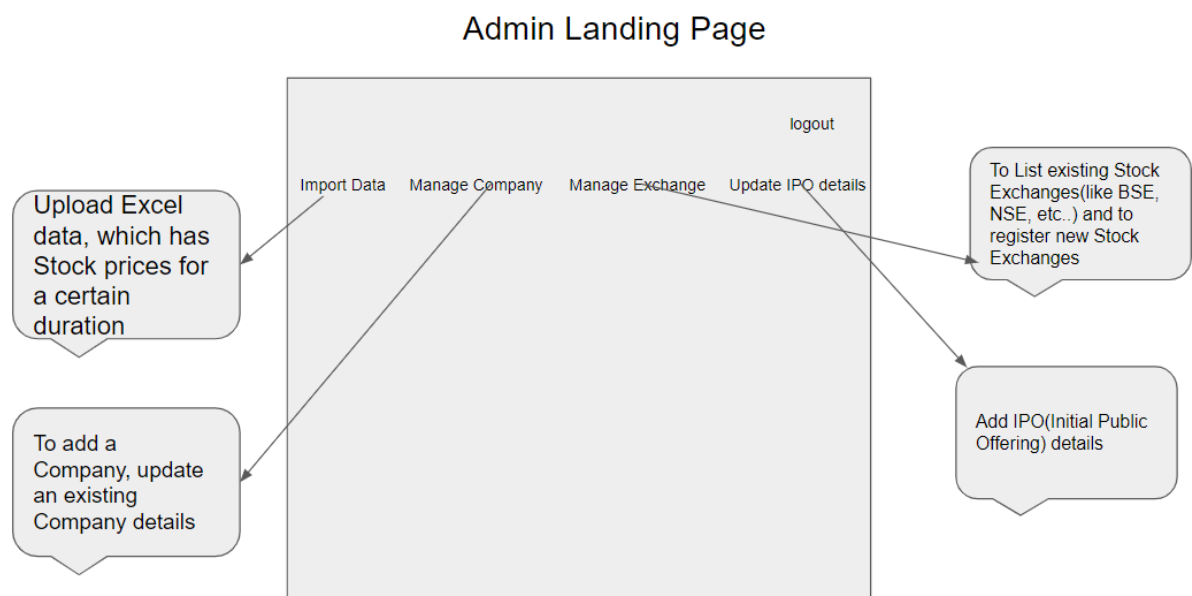 Admin Landing Page
logout
Import Data
Manage Company
Manage Exchange
Update IPO details
Upload Excel
data, which has
Stock prices for
a certain
duration
To List existing Stock
Exchanges(like BSE,
NSE, etc..) and to
register new Stock
Exchanges
To add a
Company, update
an existing
Company details
Add IPO(Initial Public
Offering) details